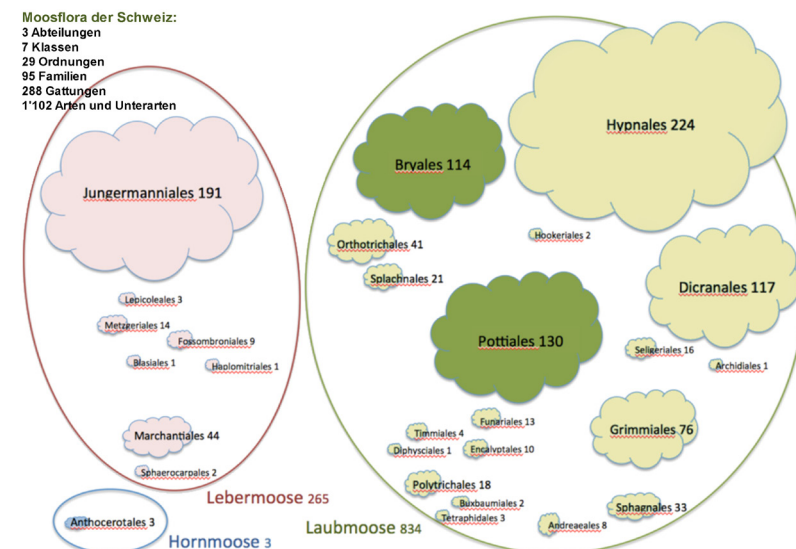 Moosflora der Schweiz:
3 Abteilungen
7 Klassen
29 Ordnungen
95 Familien
288 Gattungen
1'102 Arten und Unterarten
Jungermanniales 191
Lepicoleales 3
Metzgeriales 14
Fossombroniales 9
Blasiales 1
Haplomitriales 1
Marchantiales 44
Sphaerocarpales 2
Lebermoose 265
Anthocerotales 3
Hornmoose 3
Hypnales 224
Bryales 114
Hookeriales 2
Orthotrichales 41
Splachnales 21
Dicranales 117
Pottiales 130
Seligeriales 16
Archidiales 1
Funariales 13
Timmiales 4
Grimmiales 76
Diphysciales 1
Encalyptales 10
Polytrichales 18
Buxbaumiales 2
Tetraphidales 3
Sphagnales 33
Andreaeales 8
Laubmoose 834